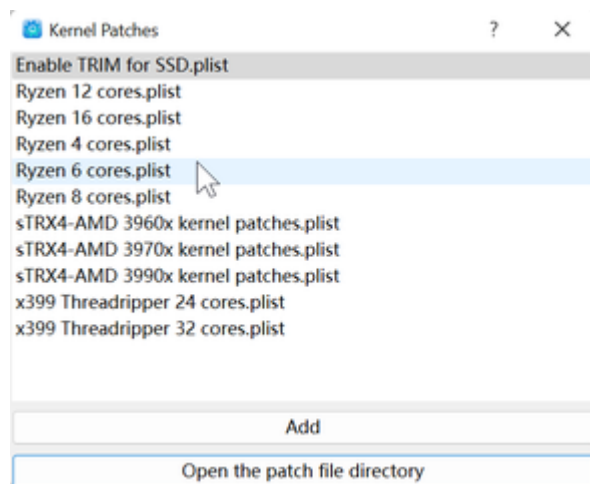 Kernel Patches ?
Enable TRIM for SSD.plist
Ryzen 12 cores.plist
Ryzen 16 cores.plist
Ryzen 4 cores.plist
Ryzen 6 cores.plist
Ryzen 8 cores.plist
sTRX4-AMD 3960x kernel patches.plist
sTRX4-AMD 3970x kernel patches.plist
sTRX4-AMD 3990x kernel patches.plist
x399 Threadripper 24 cores.plist
x399 Threadripper 32 cores.plist
Add
Open the patch file directory